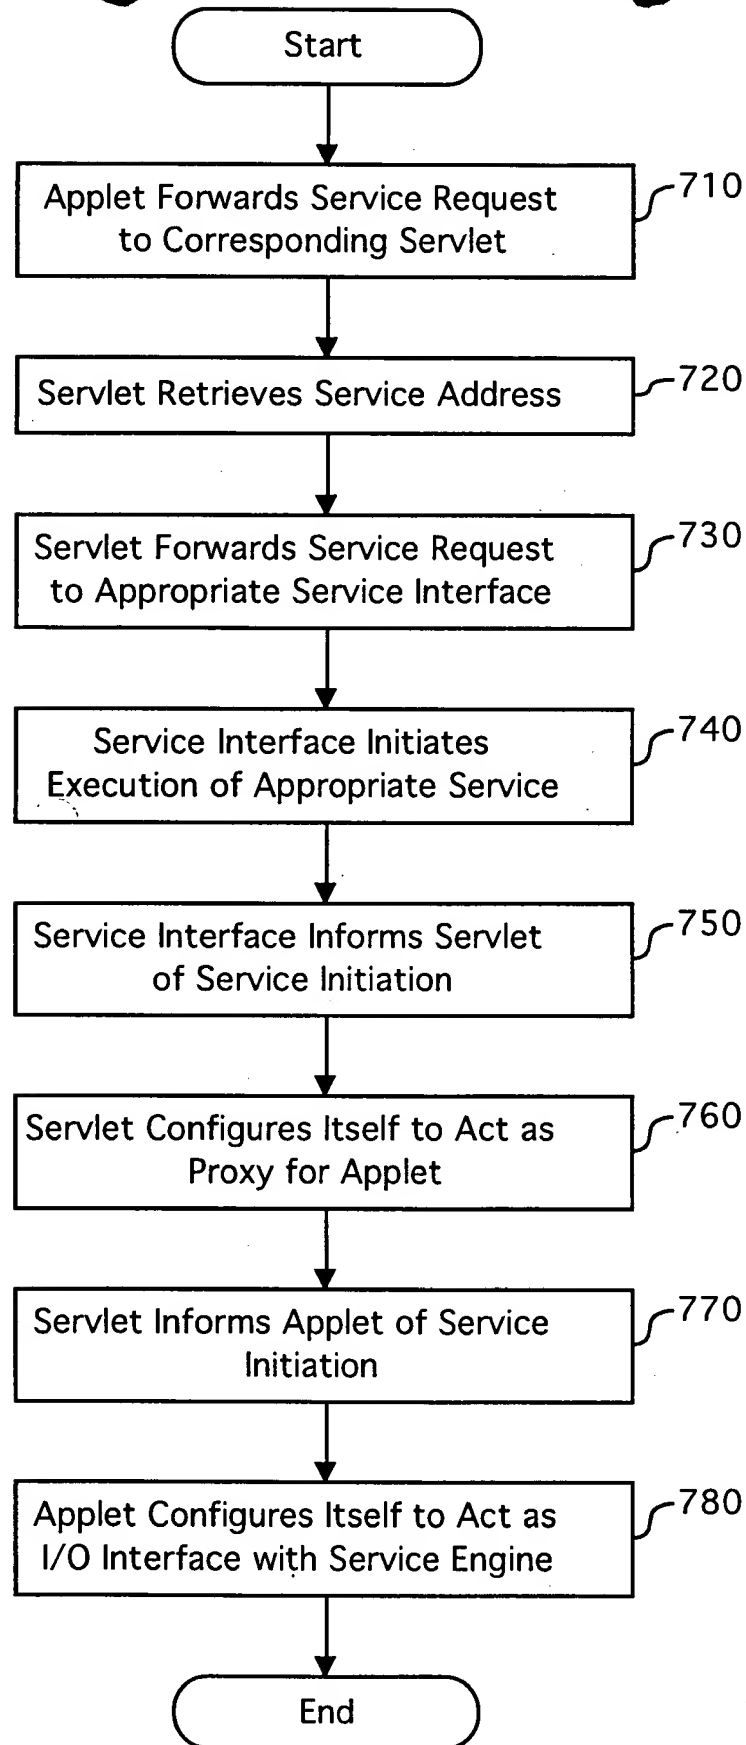 Start
Applet Forwards Service Request
to Corresponding Servlet
710
Servlet Retrieves Service Address
720
Servlet Forwards Service Request
to Appropriate Service Interface
730
Service Interface Initiates
Execution of Appropriate Service
740
Service Interface Informs Servlet
of Service Initiation
750
Servlet Configures Itself to Act as
Proxy for Applet
760
Servlet Informs Applet of Service
Initiation
770
Applet Configures Itself to Act as
I/O Interface with Service Engine
780
End